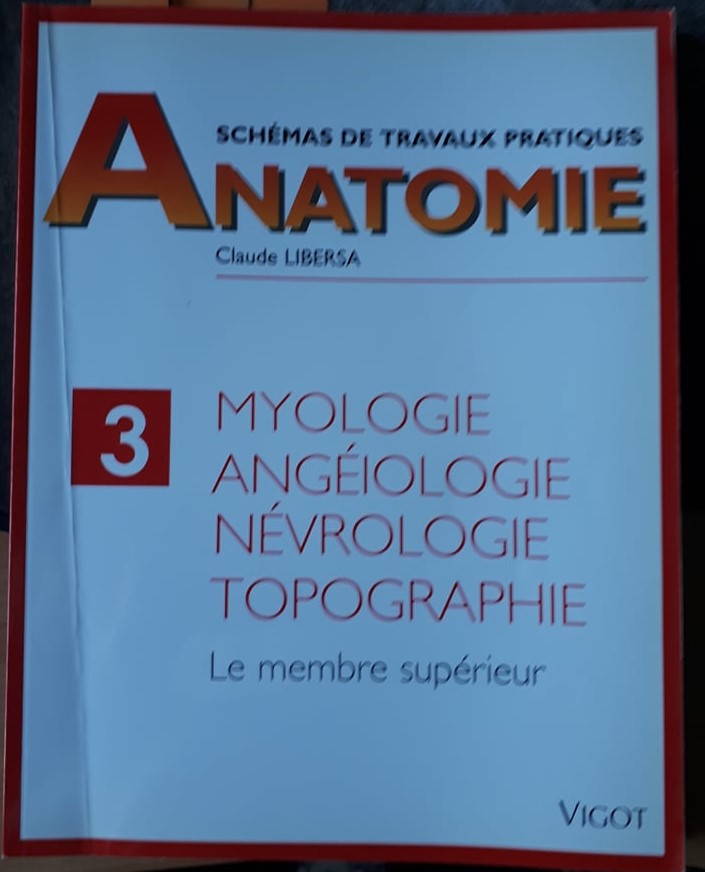 SCHÉMAS DE TRAVAUX PRATIQUES
ANATOMIE
Claude LIBERSA
3
MYOLOGIE
ANGÉIOLOGIE
NÉVROLOGIE
TOPOGRAPHIE
Le membre supérieur
VIGOT